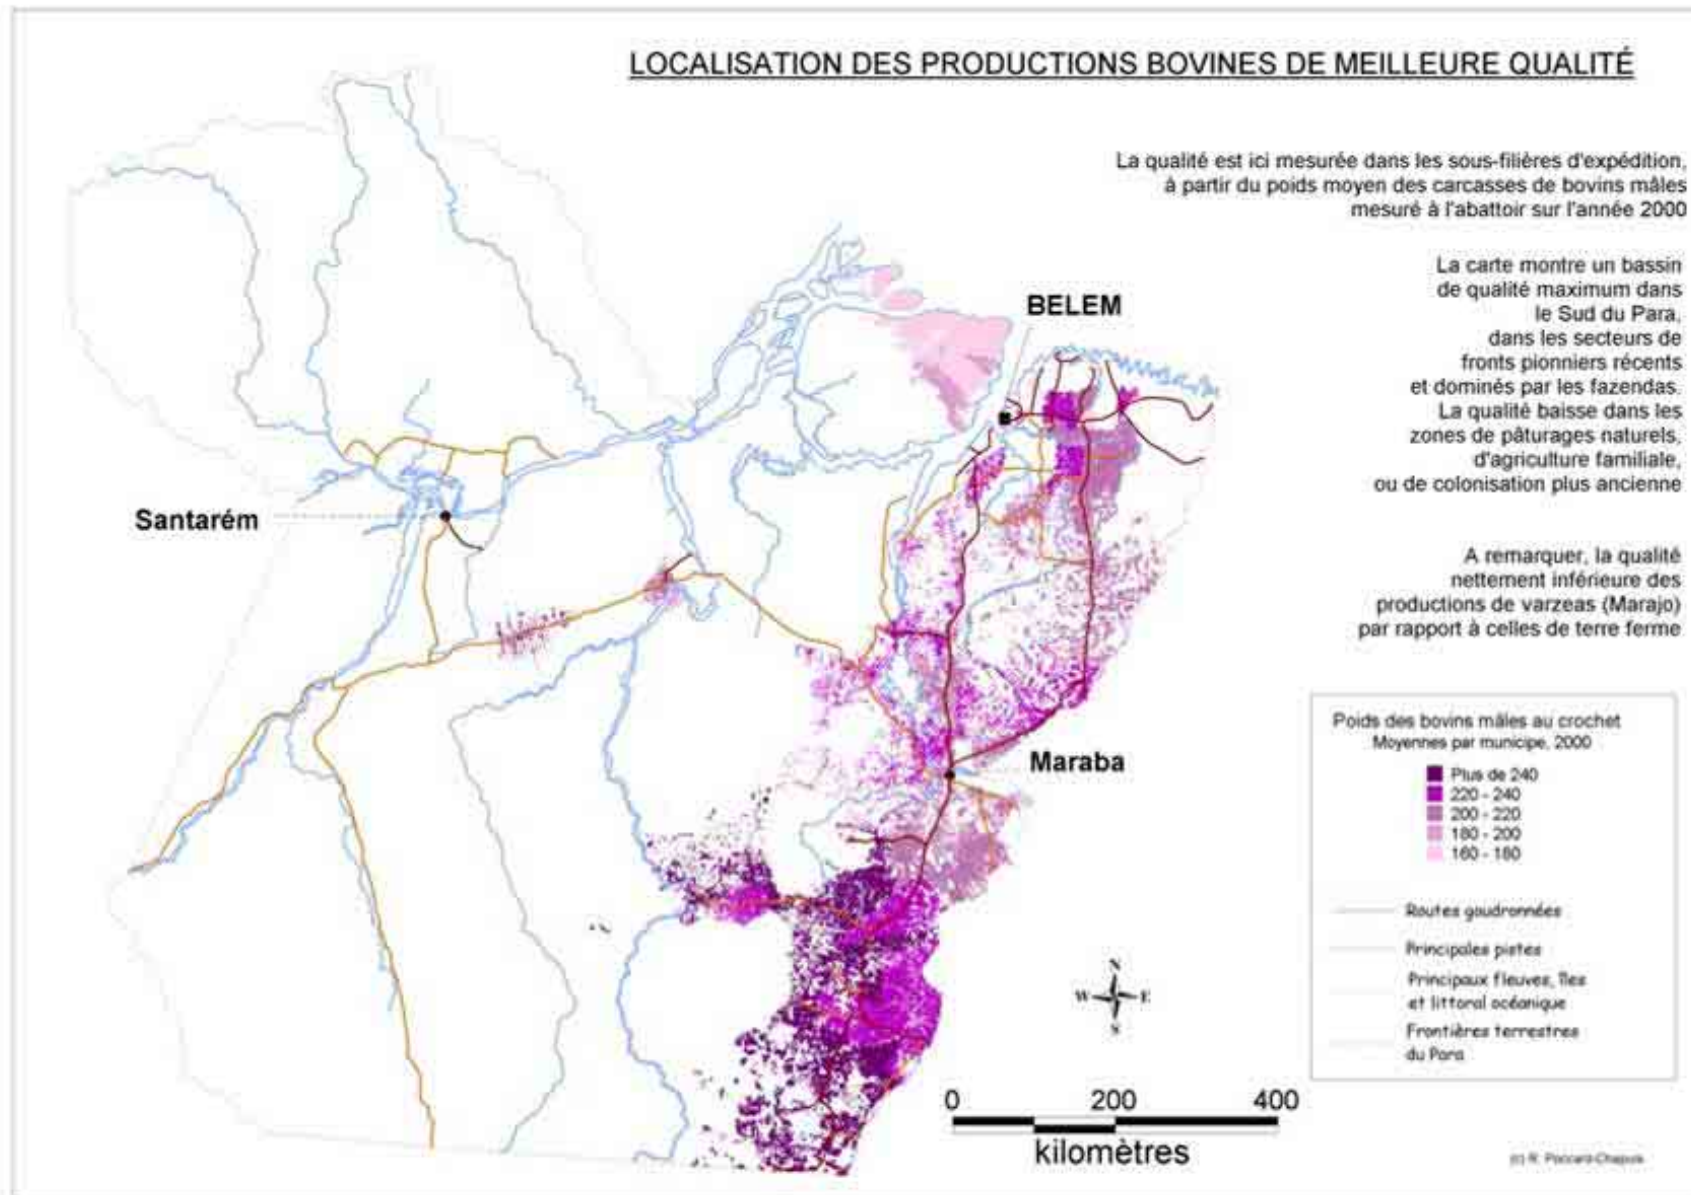 LOCALISATION DES PRODUCTIONS BOVINES DE MEILLEURE QUALITÉ
La qualité est ici mesurée dans les sous-filières d'expédition,
à partir du poids moyen des carcasses de bovins mâles
mesuré à l'abattoir sur l'année 2000
La carte montre un bassin
de qualité maximum dans
le Sud du Para,
dans les secteurs de
fronts pionniers récents
et dominés par les fazendas.
La qualité baisse dans les
zones de pâturages naturels,
d'agriculture familiale,
ou de colonisation plus ancienne
A remarquer, la qualité
nettement inférieure des
productions de varzeas (Marajo)
par rapport à celles de terre ferme
BELEM
Santarém
Maraba
Poids des bovins mâles au crochet
Moyennes par municipe, 2000
Plus de 240
220 - 240
200 - 220
180 - 200
160 - 180
Routes goudronnées
Principales pistes
Principaux fleuves, îles
et littoral océanique
Frontières terrestres
du Para
N
W E
S
0 200 400
kilomètres
(c) R. Poccard-Chapuis